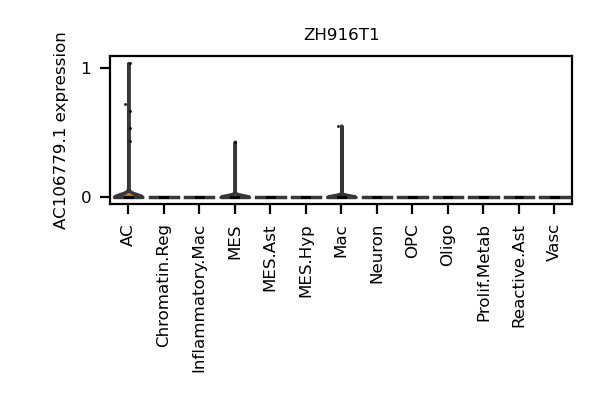 ZH916T1
AC106779.1 expression
1
0
AC
Chromatin.Reg
Inflammatory.Mac
MES
MES.Ast
MES.Hyp
Mac
Neuron
OPC
Oligo
Prolif.Metab
Reactive.Ast
Vasc